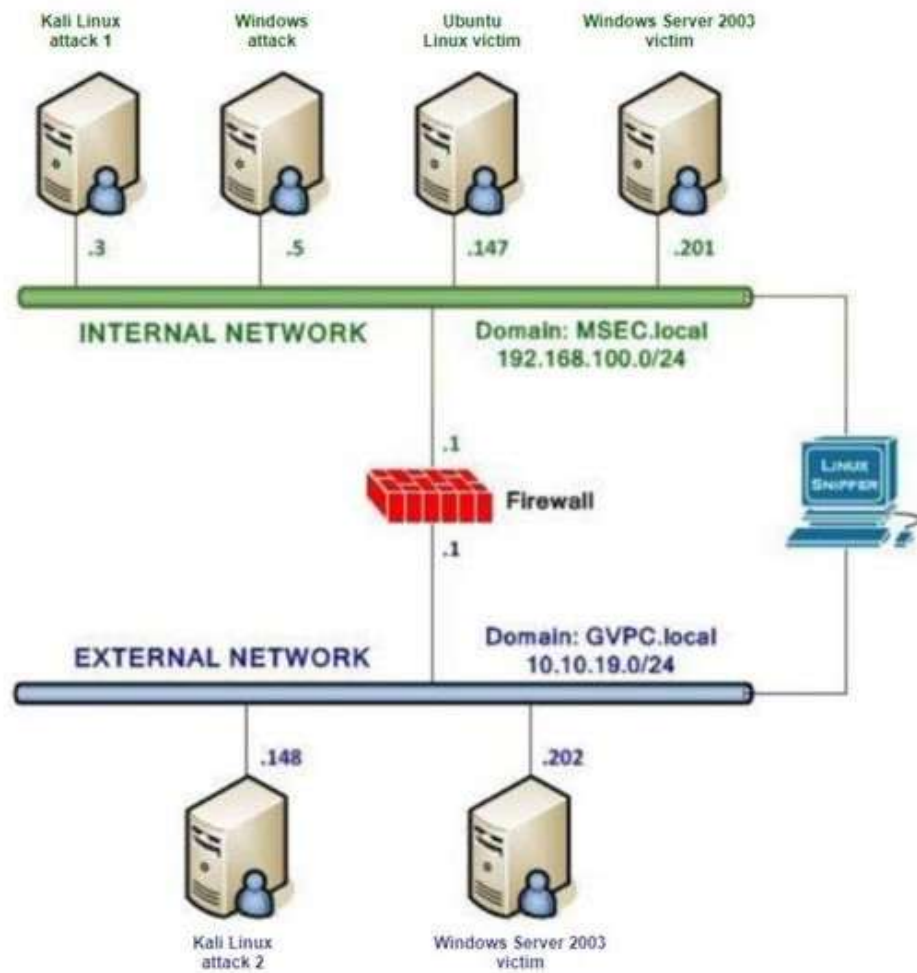 Kali Linux
attack 1
Windows
attack
Ubuntu
Linux victim
Windows Server 2003
victim
.3
.5
.147
.201
INTERNAL NETWORK
Domain: MSEC.local
192.168.100.0/24
.1
Firewall
.1
LINUX
SNIFFER
EXTERNAL NETWORK
Domain: GVPC.local
10.10.19.0/24
.148
.202
Kali Linux
attack 2
Windows Server 2003
victim